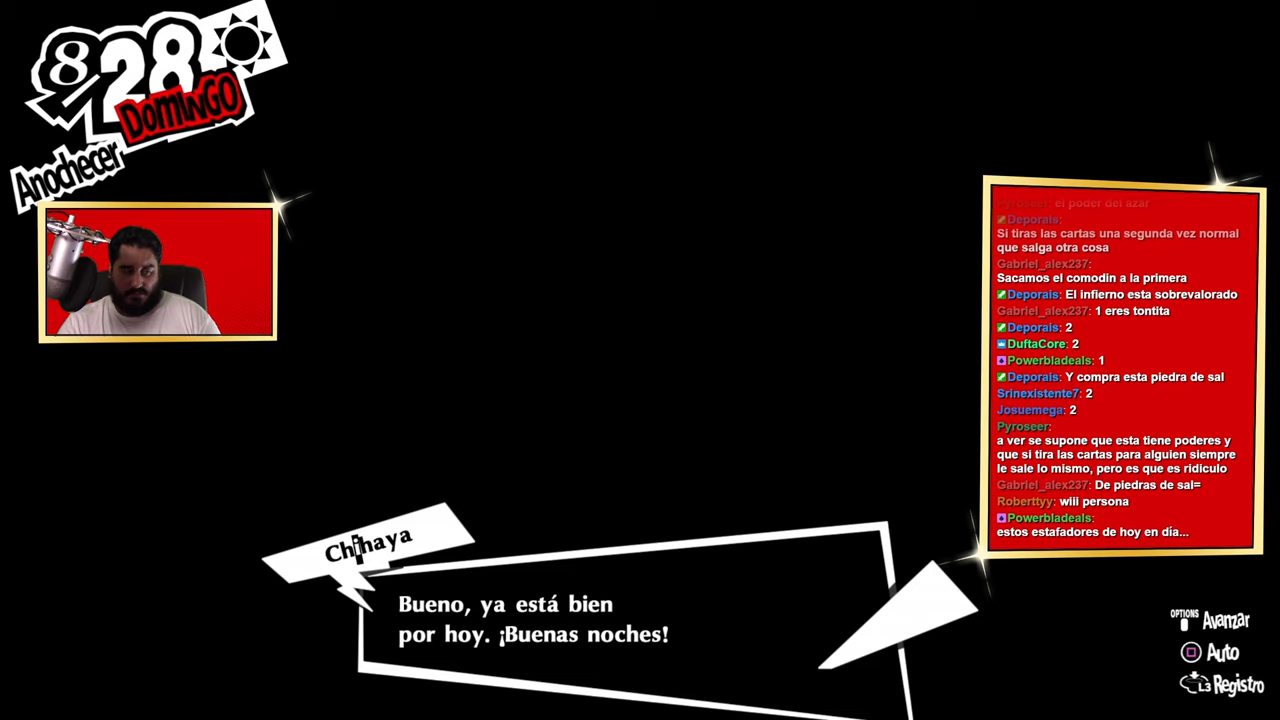 8/28
DOMINGO
Anochecer
Pyroseer: el poder del azar
Deporais:
Si tiras las cartas una segunda vez normal
que salga otra cosa
Gabriel_alex237:
Sacamos el comodin a la primera
Deporais: El infierno esta sobrevalorado
Gabriel_alex237: 1 eres tontita
Deporais: 2
DuftaCore: 2
Powerbladeals: 1
Deporais: Y compra esta piedra de sal
Srinexistente7: 2
Josuemega: 2
Pyroseer:
a ver se supone que esta tiene poderes y
que si tira las cartas para alguien siempre
le sale lo mismo, pero es que es ridiculo
Gabriel_alex237: De piedras de sal=
Roberttyy: wiii persona
Powerbladeals:
estos estafadores de hoy en día...
Chihaya
Bueno, ya está bien
por hoy. ¡Buenas noches!
OPTIONS Avanzar
Auto
L3 Registro